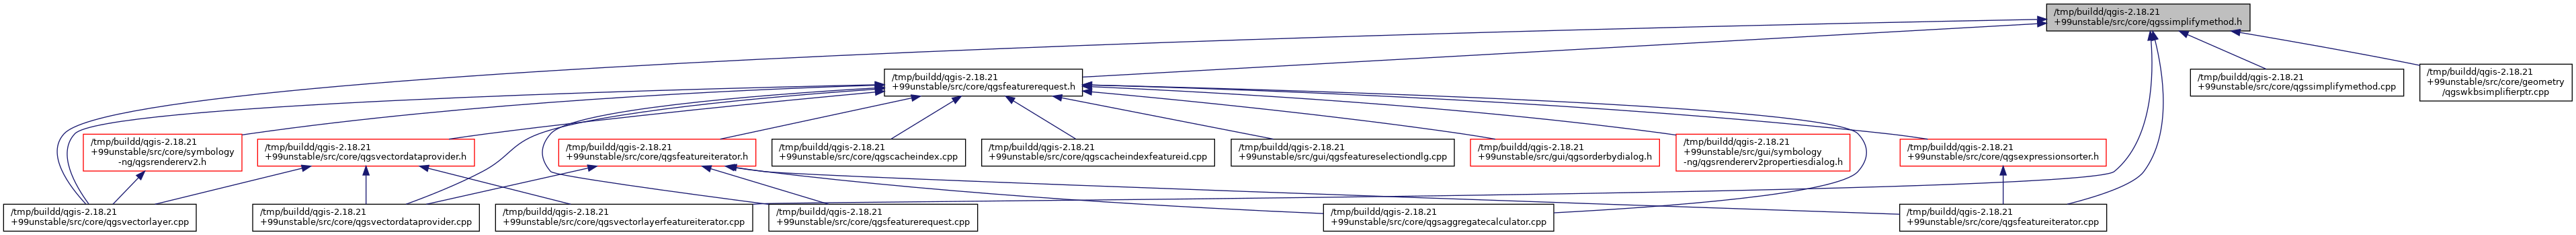 /tmp/buildd/qgis-2.18.21
+99unstable/src/core/qgssimplifymethod.h
/tmp/buildd/qgis-2.18.21
+99unstable/src/core/qgsfeaturerequest.h
/tmp/buildd/qgis-2.18.21
+99unstable/src/core/qgssimplifymethod.cpp
/tmp/buildd/qgis-2.18.21
+99unstable/src/core/geometry
/qgswkbsimplifierptr.cpp
/tmp/buildd/qgis-2.18.21
+99unstable/src/core/symbology
-ng/qgsrendererv2.h
/tmp/buildd/qgis-2.18.21
+99unstable/src/core/qgsvectordataprovider.h
/tmp/buildd/qgis-2.18.21
+99unstable/src/core/qgsfeatureiterator.h
/tmp/buildd/qgis-2.18.21
+99unstable/src/core/qgscacheindex.cpp
/tmp/buildd/qgis-2.18.21
+99unstable/src/core/qgscacheindexfeatureid.cpp
/tmp/buildd/qgis-2.18.21
+99unstable/src/gui/qgsfeatureselectiondlg.cpp
/tmp/buildd/qgis-2.18.21
+99unstable/src/gui/qgsorderbydialog.h
/tmp/buildd/qgis-2.18.21
+99unstable/src/gui/symbology
-ng/qgsrendererv2propertiesdialog.h
/tmp/buildd/qgis-2.18.21
+99unstable/src/core/qgsexpressionsorter.h
/tmp/buildd/qgis-2.18.21
+99unstable/src/core/qgsvectorlayer.cpp
/tmp/buildd/qgis-2.18.21
+99unstable/src/core/qgsvectordataprovider.cpp
/tmp/buildd/qgis-2.18.21
+99unstable/src/core/qgsvectorlayerfeatureiterator.cpp
/tmp/buildd/qgis-2.18.21
+99unstable/src/core/qgsfeaturerequest.cpp
/tmp/buildd/qgis-2.18.21
+99unstable/src/core/qgsaggregatecalculator.cpp
/tmp/buildd/qgis-2.18.21
+99unstable/src/core/qgsfeatureiterator.cpp